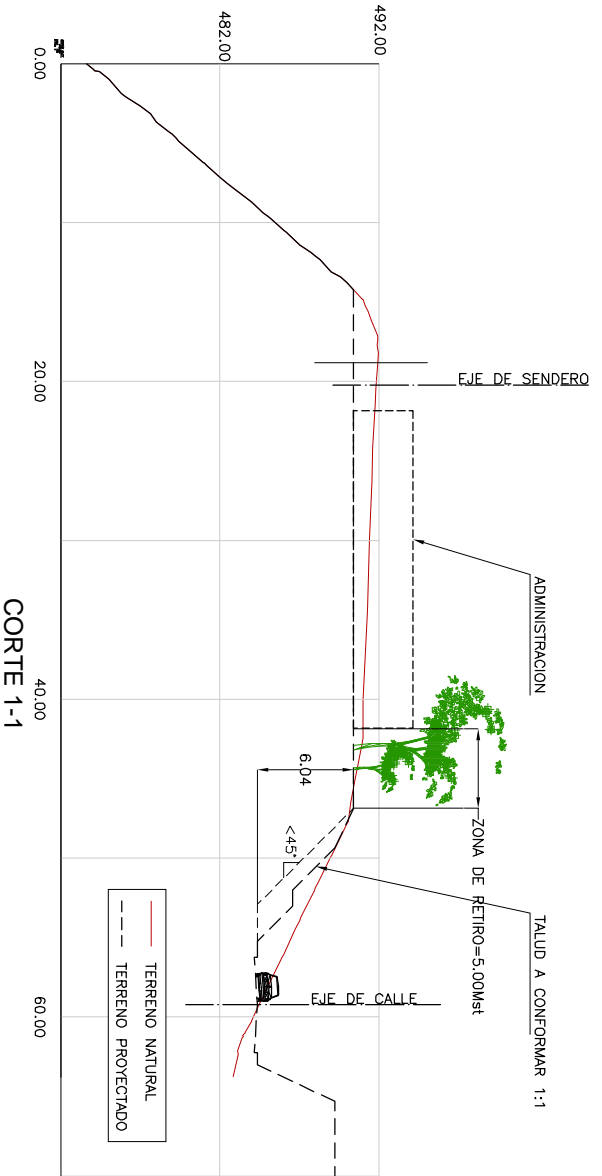 492.00
482.00
0.00
20.00
40.00
60.00
EJE DE SENDERO
ADMINISTRACION
ZONA DE RETIRO=5.00Mst
TALUD A CONFORMAR 1:1
6.04
<45°
EJE DE CALLE
TERRENO NATURAL
TERRENO PROYECTADO
CORTE 1-1